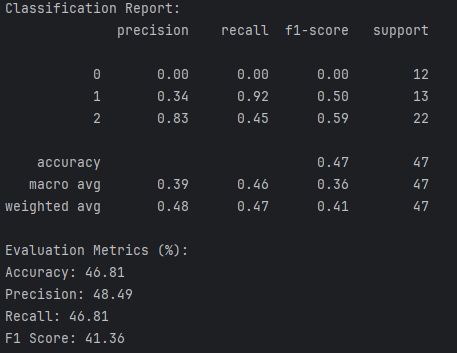 Classification Report:
precision recall f1-score support
0 0.00 0.00 0.00 12
1 0.34 0.92 0.50 13
2 0.83 0.45 0.59 22
accuracy 0.47 47
macro avg 0.39 0.46 0.36 47
weighted avg 0.48 0.47 0.41 47
Evaluation Metrics (%):
Accuracy: 46.81
Precision: 48.49
Recall: 46.81
F1 Score: 41.36